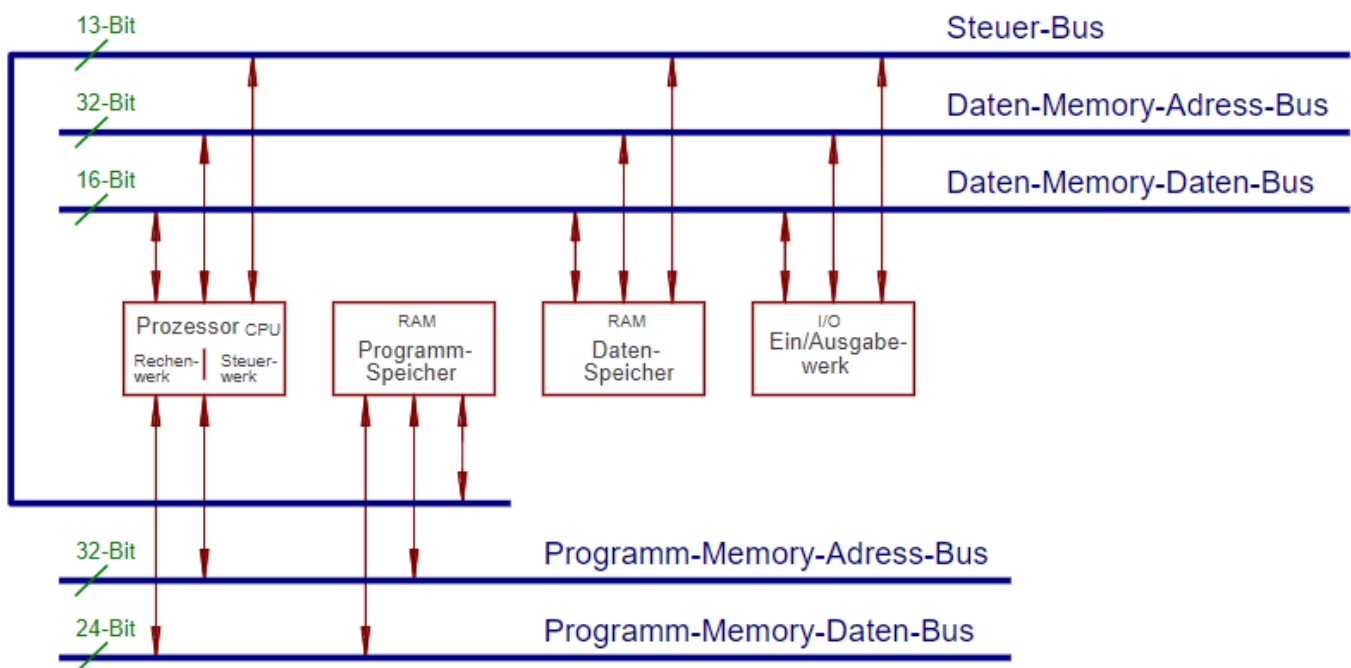 13-Bit
Steuer-Bus
32-Bit
Daten-Memory-Adress-Bus
16-Bit
Daten-Memory-Daten-Bus
Prozessor CPU
Rechen-
werk
Steuer-
werk
RAM
Programm-
Speicher
RAM
Daten-
Speicher
I/O
Ein/Ausgabe-
werk
32-Bit
Programm-Memory-Adress-Bus
24-Bit
Programm-Memory-Daten-Bus